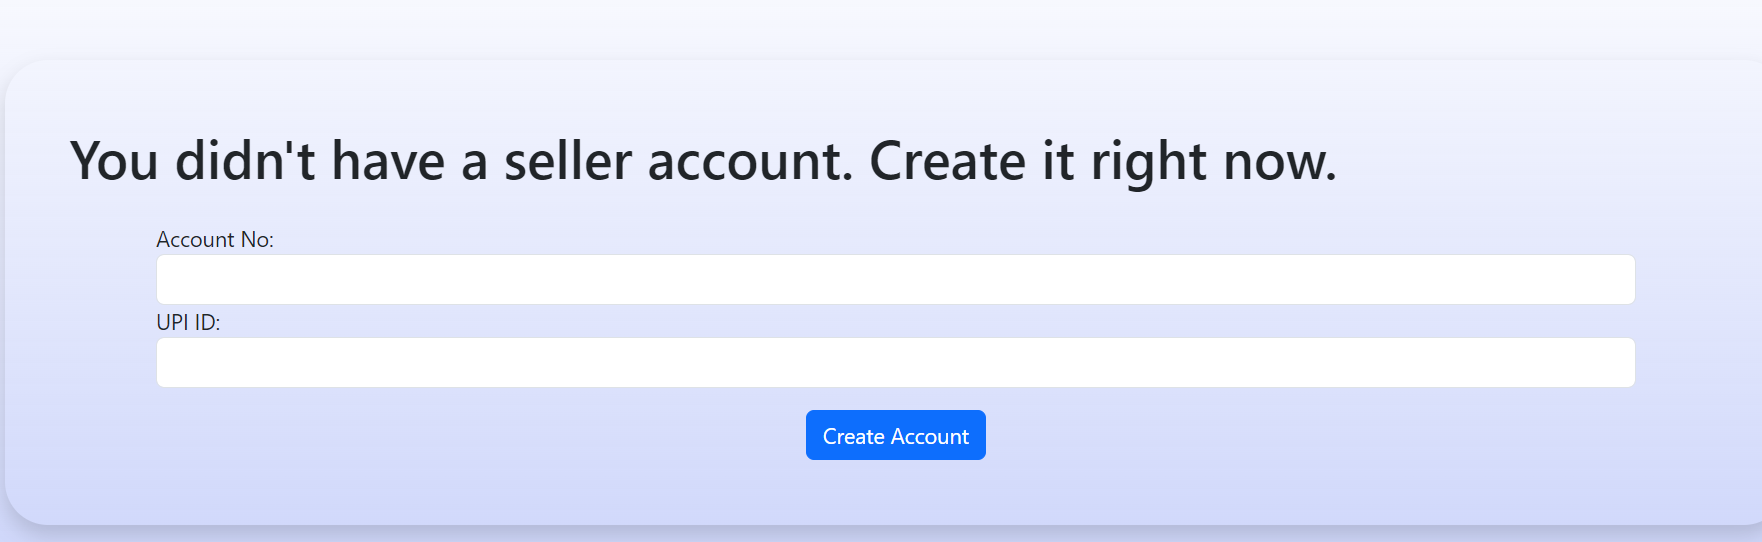 You didn't have a seller account. Create it right now.
Account No:
UPI ID:
Create Account